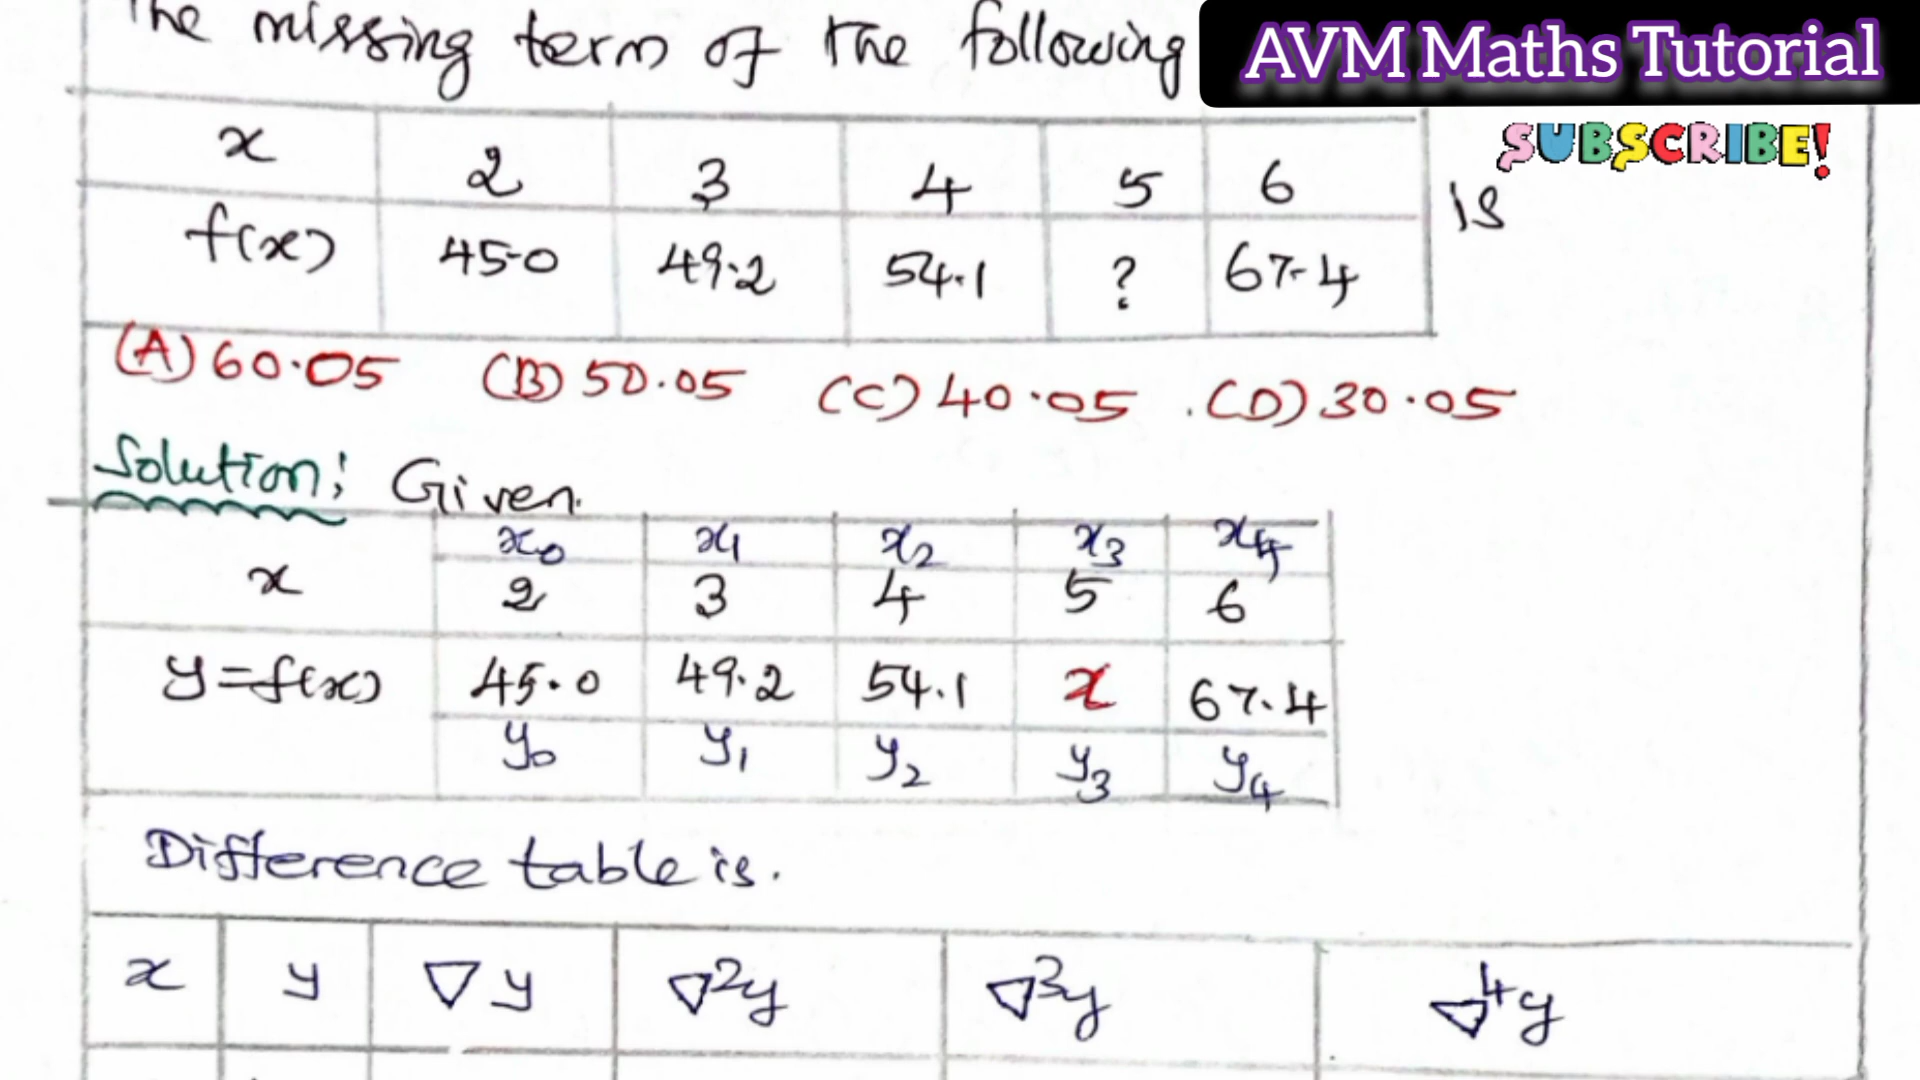 The missing term of the following
AVM Maths Tutorial
SUBSCRIBE!
x 2 3 4 5 6
f(x) 45.0 49.2 54.1 ? 67.4 is
(A) 60.05 (B) 50.05 (C) 40.05 (D) 30.05
Solution: Given
x₀ x₁ x₂ x₃ x₄
x 2 3 4 5 6
y=f(x) 45.0 49.2 54.1 x 67.4
y₀ y₁ y₂ y₃ y₄
Difference table is.
x y ▽y ▽²y ▽³y ▽⁴y